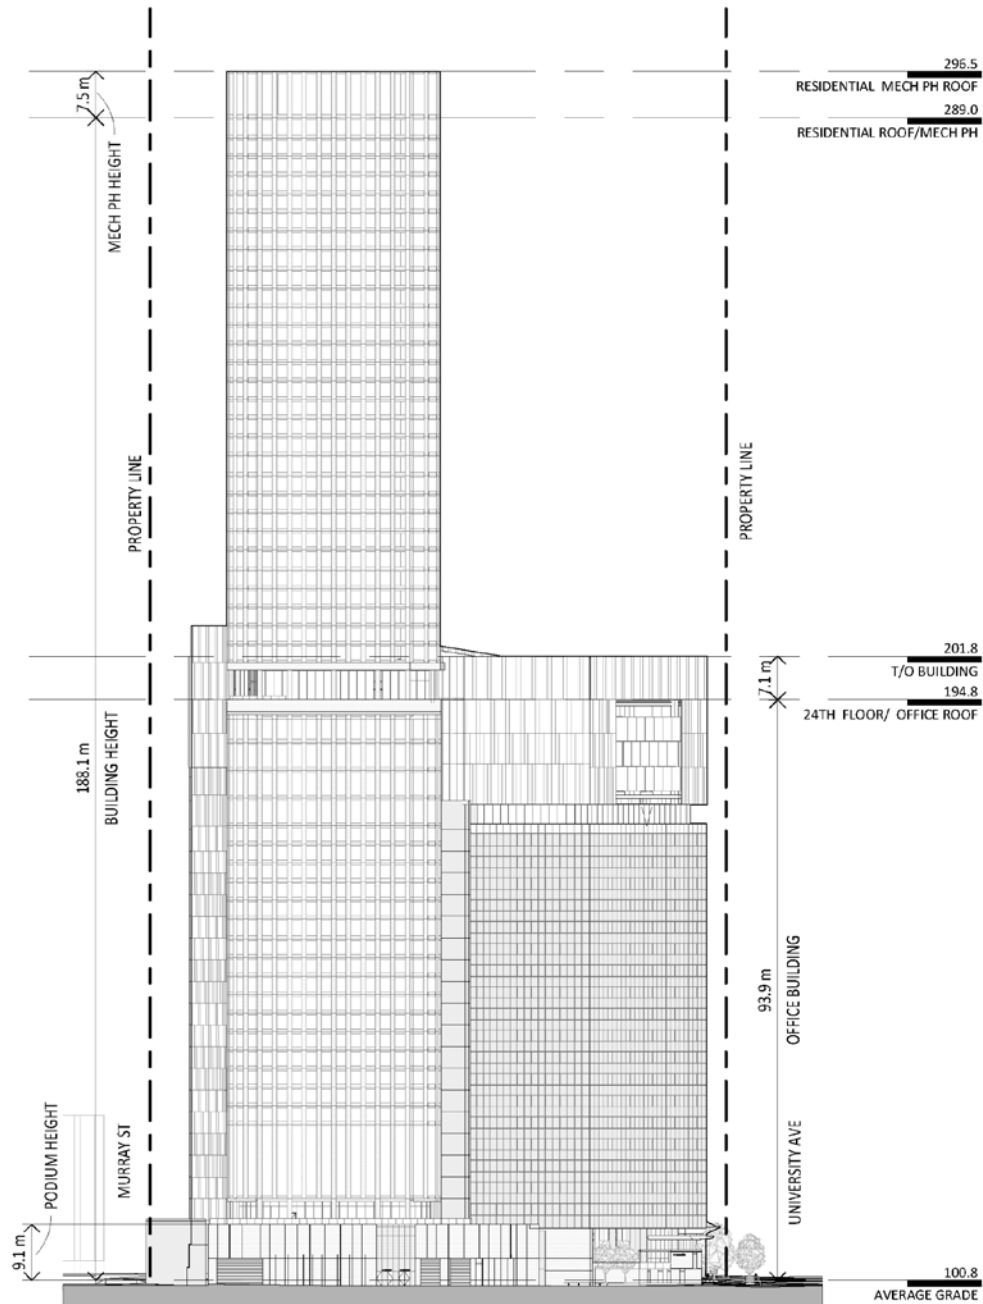 296.5
RESIDENTIAL MECH PH ROOF
7.5 m
289.0
RESIDENTIAL ROOF/MECH PH
MECH PH HEIGHT
PROPERTY LINE
PROPERTY LINE
201.8
T/O BUILDING
7.1 m
194.8
24TH FLOOR/ OFFICE ROOF
188.1 m
BUILDING HEIGHT
93.9 m
OFFICE BUILDING
PODIUM HEIGHT
MURRAY ST
UNIVERSITY AVE
9.1 m
100.8
AVERAGE GRADE